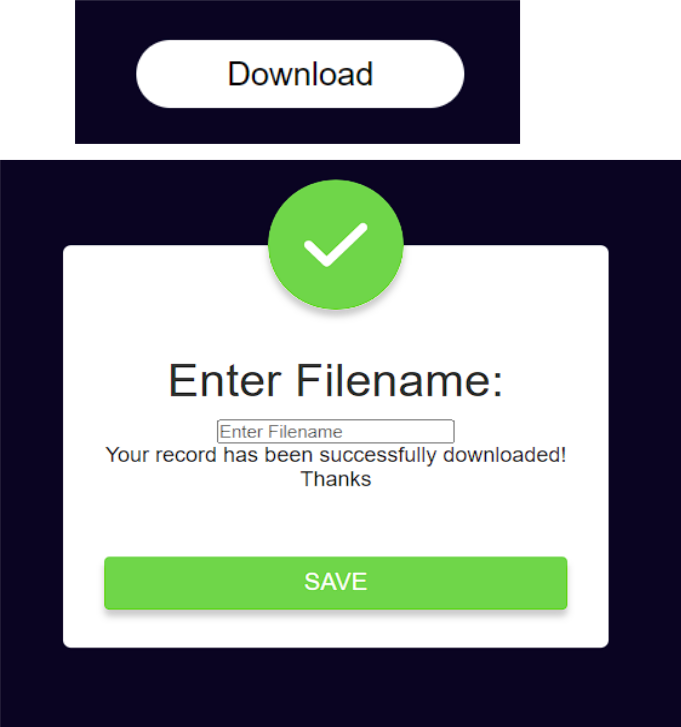 Download
Enter Filename:
Enter Filename
Your record has been successfully downloaded!
Thanks
SAVE